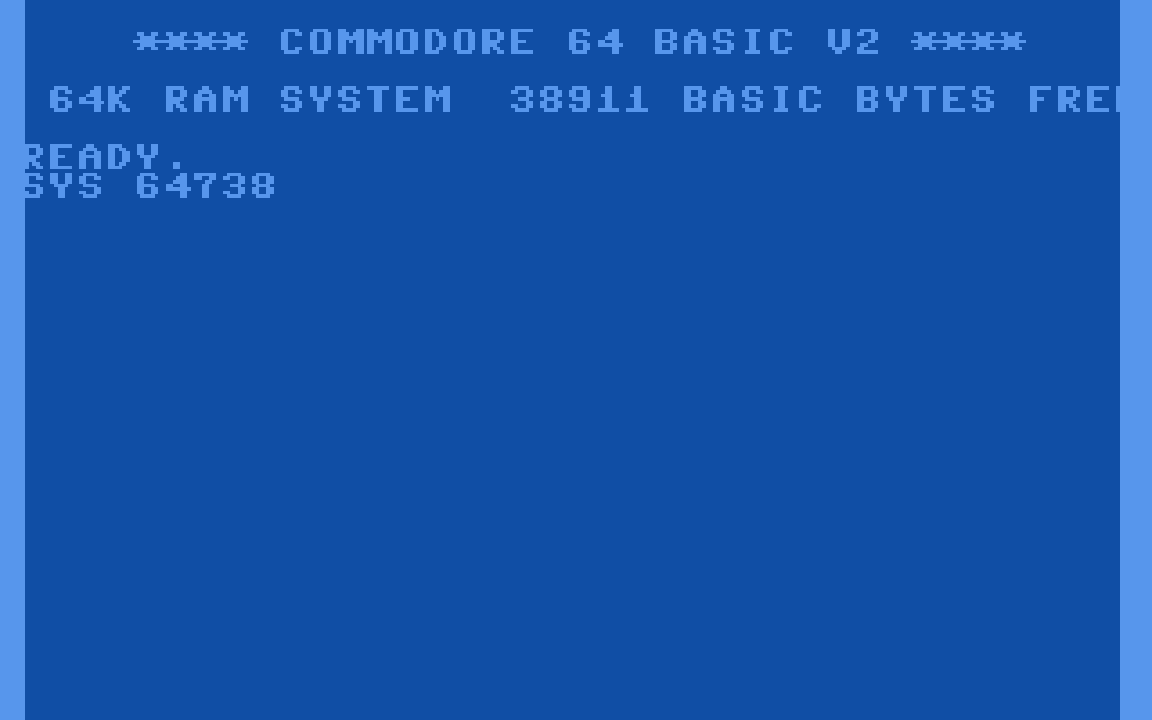 **** COMMODORE 64 BASIC V2 ****
64K RAM SYSTEM  38911 BASIC BYTES FREE
READY.
SYS 64738